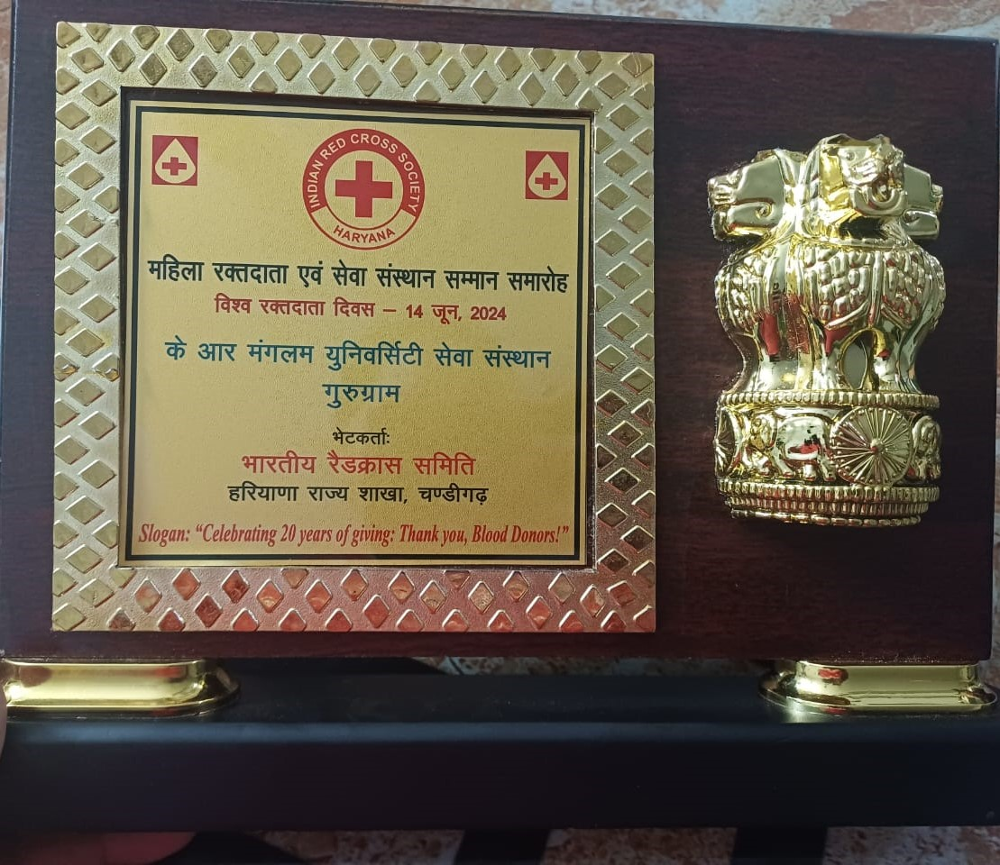 INDIAN RED CROSS SOCIETY
HARYANA
महिला रक्तदाता एवं सेवा संस्थान सम्मान समारोह
विश्व रक्तदाता दिवस – 14 जून, 2024
के आर मंगलम युनिवर्सिटी सेवा संस्थान
गुरुग्राम
भेटकर्ताः
भारतीय रैडक्रास समिति
हरियाणा राज्य शाखा, चण्डीगढ़
Slogan: “Celebrating 20 years of giving: Thank you, Blood Donors!”